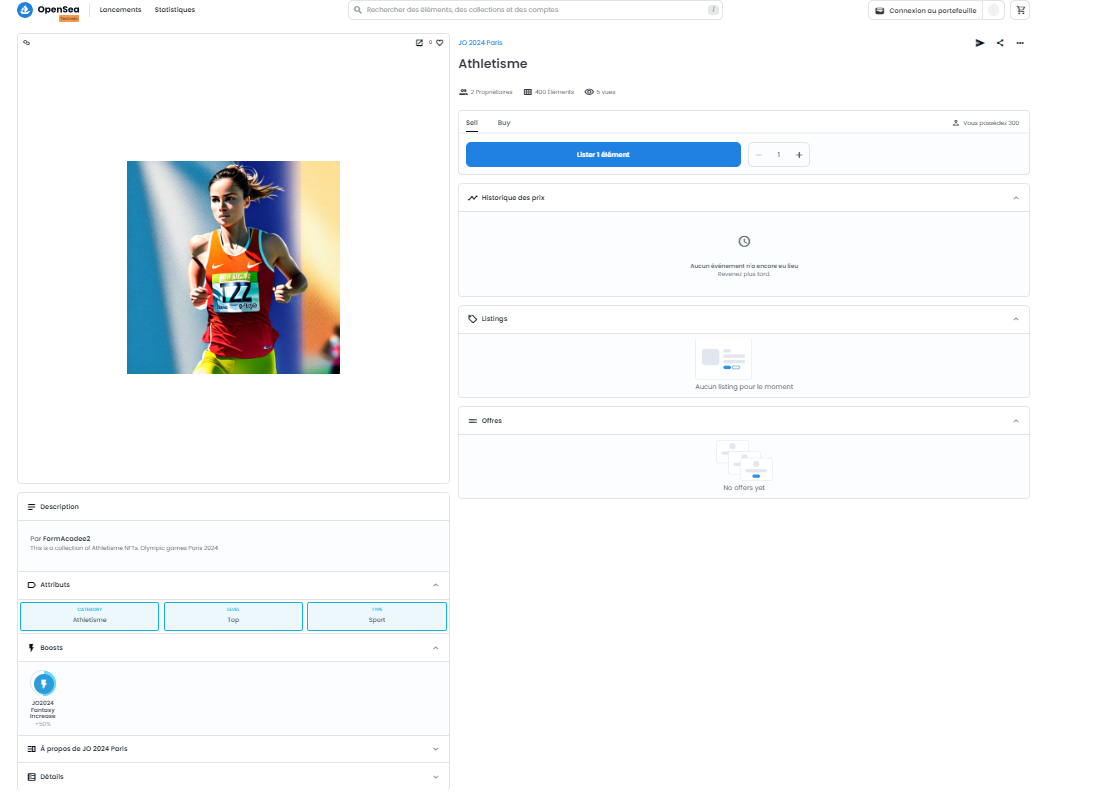 OpenSea
Testnets
Lancements
Statistiques
Rechercher des éléments, des collections et des comptes
/
Connexion au portefeuille
0
JO 2024 Paris
Athletisme
2 Propriétaires
400 Éléments
5 vues
Sell
Buy
Vous possédez 300
Lister 1 élément
1
Historique des prix
Aucun événement n'a encore eu lieu
Revenez plus tard.
Listings
Aucun listing pour le moment
Offres
No offers yet
Description
Par FormAcadee2
This is a collection of Athletisme NFTs. Olympic games Paris 2024
Attributs
CATEGORY
Athletisme
LEVEL
Top
TYPE
Sport
Boosts
JO2024
Fantasy
Increase
+50%
À propos de JO 2024 Paris
Détails